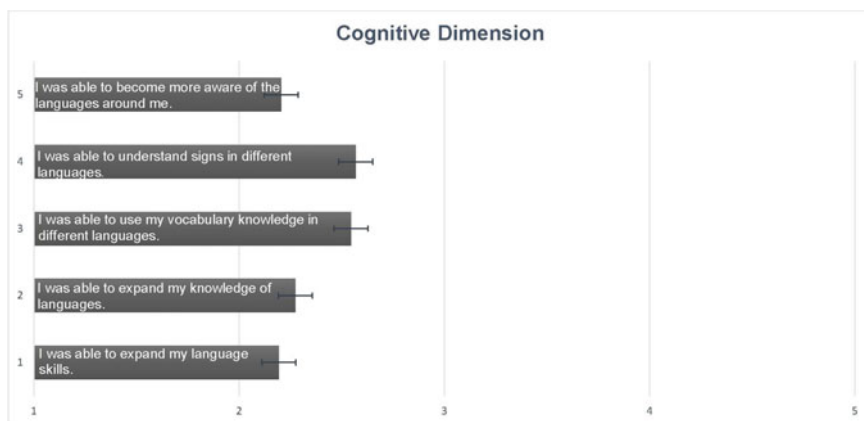 Cognitive Dimension
5
I was able to become more aware of the
languages around me.
4
I was able to understand signs in different
languages.
3
I was able to use my vocabulary knowledge in
different languages.
2
I was able to expand my knowledge of
languages.
1
I was able to expand my language
skills.
1
2
3
4
5